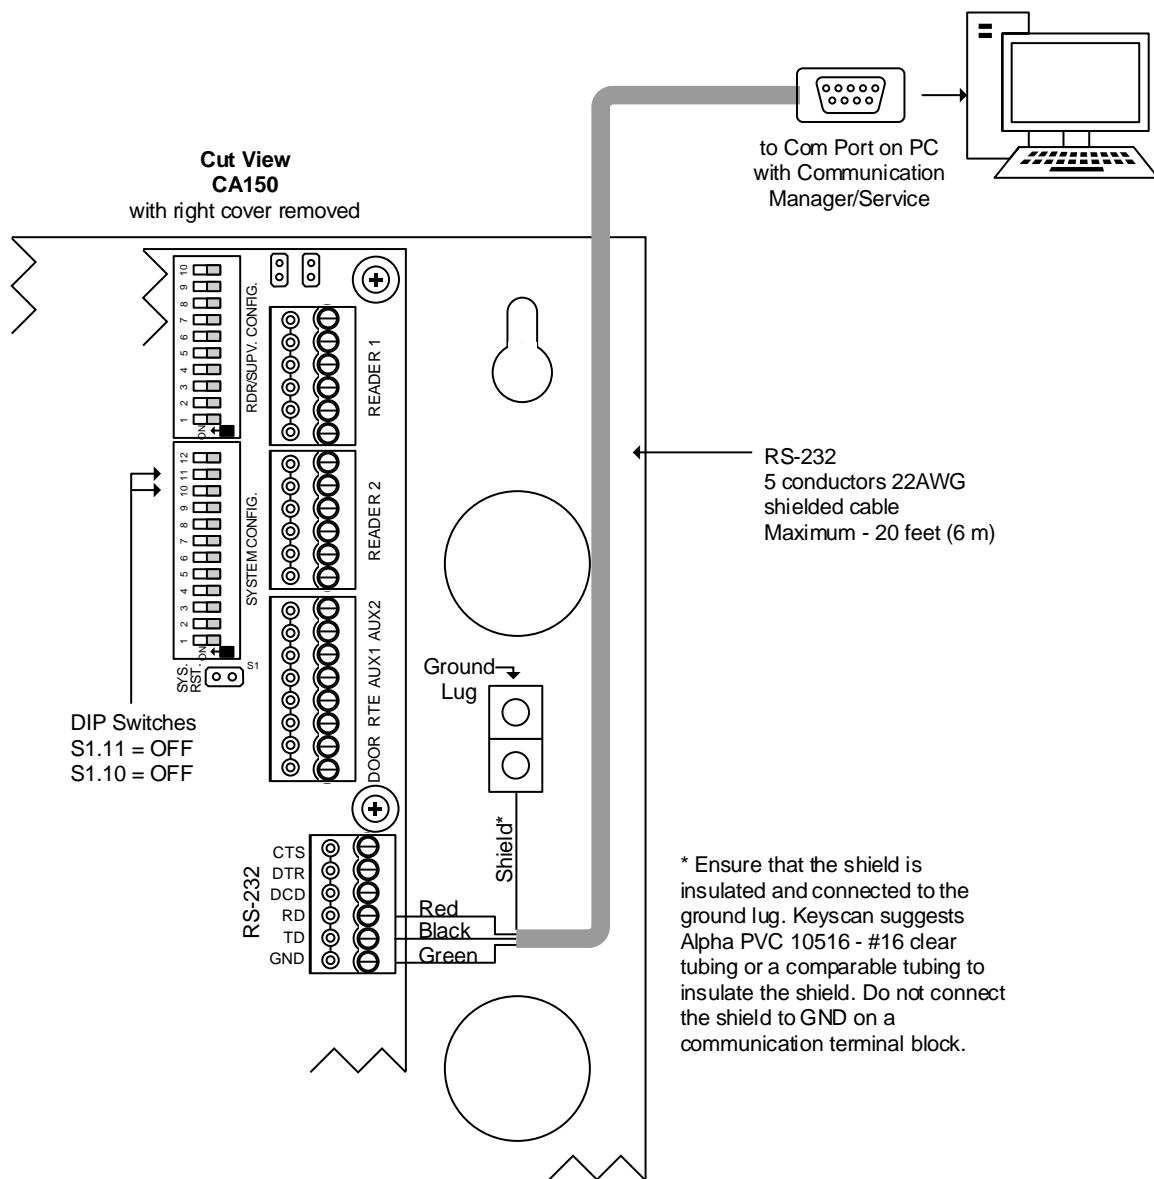 to Com Port on PC
with Communication
Manager/Service
Cut View
CA150
with right cover removed
10
9
8
7
6
5
4
3
2
1
ON
RDR/SUPV. CONFIG.
READER 1
12
11
10
9
8
7
6
5
4
3
2
1
ON
SYSTEM CONFIG.
READER 2
RS-232
5 conductors 22AWG
shielded cable
Maximum - 20 feet (6 m)
SYS.
RST.
S1
DOOR RTE AUX1 AUX2
Ground
Lug
DIP Switches
S1.11 = OFF
S1.10 = OFF
Shield*
RS-232
CTS
DTR
DCD
RD
TD
GND
Red
Black
Green
* Ensure that the shield is
insulated and connected to the
ground lug. Keyscan suggests
Alpha PVC 10516 - #16 clear
tubing or a comparable tubing to
insulate the shield. Do not connect
the shield to GND on a
communication terminal block.